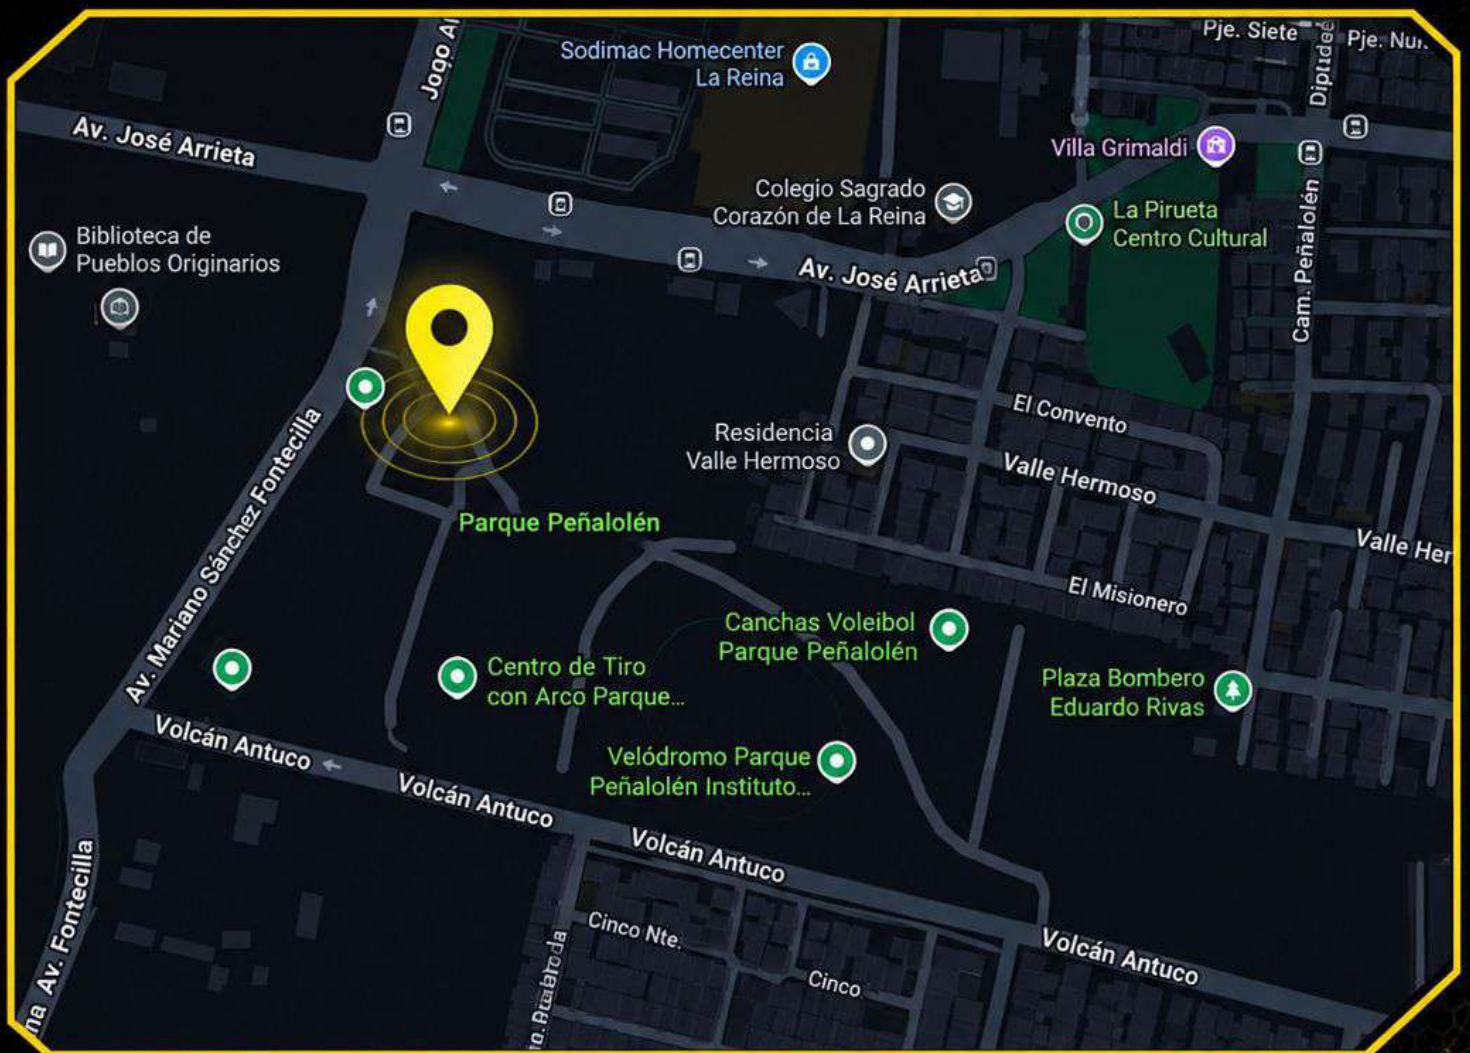 Pje. Siete
Sodimac Homecenter
La Reina
Av. José Arrieta
Villa Grimaldi
Colegio Sagrado
Corazón de La Reina
La Pirueta
Centro Cultural
Biblioteca de
Pueblos Originarios
Av. José Arrieta
Cam. Peñalolén
El Convento
Residencia
Valle Hermoso
Valle Hermoso
Av. Mariano Sánchez Fontecilla
Parque Peñalolén
Valle Her
El Misionero
Canchas Voleibol
Parque Peñalolén
Centro de Tiro
con Arco Parque...
Plaza Bombero
Eduardo Rivas
Volcán Antuco
Velódromo Parque
Peñalolén Instituto...
Volcán Antuco
Volcán Antuco
Av. Fontecilla
Cinco Nte.
Cinco
Volcán Antuco